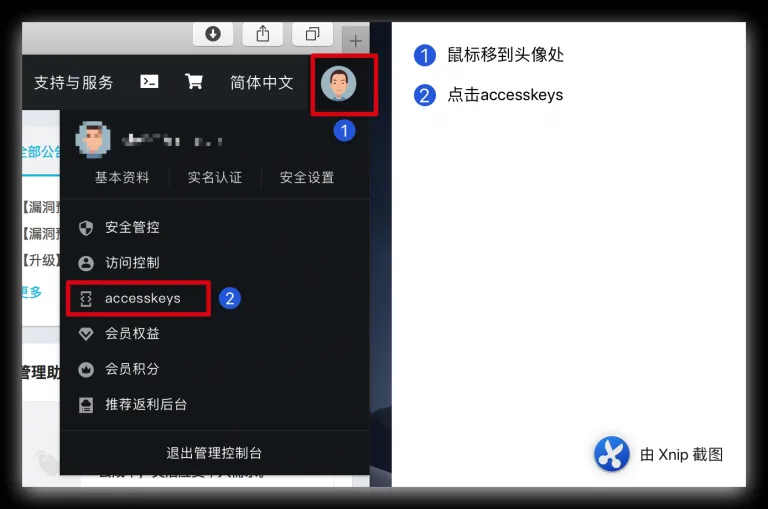 支持与服务 简体中文
1
全部公告
基本资料 实名认证 安全设置
【漏洞预
【漏洞预
【升级】
更多
安全管控
访问控制
accesskeys 2
会员权益
管理助
会员积分
推荐返利后台
退出管理控制台
1 鼠标移到头像处
2 点击accesskeys
由 Xnip 截图